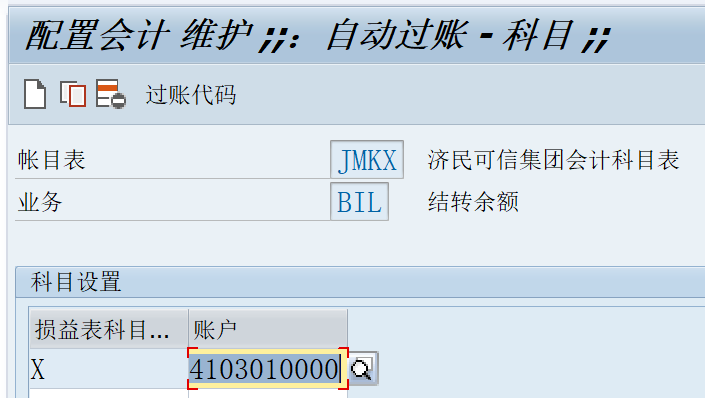 配置会计 维护 ;;：自动过账 - 科目 ;;
过账代码
帐目表 JMKX 济民可信集团会计科目表
业务 BIL 结转余额
科目设置
损益表科目... 账户
X 4103010000